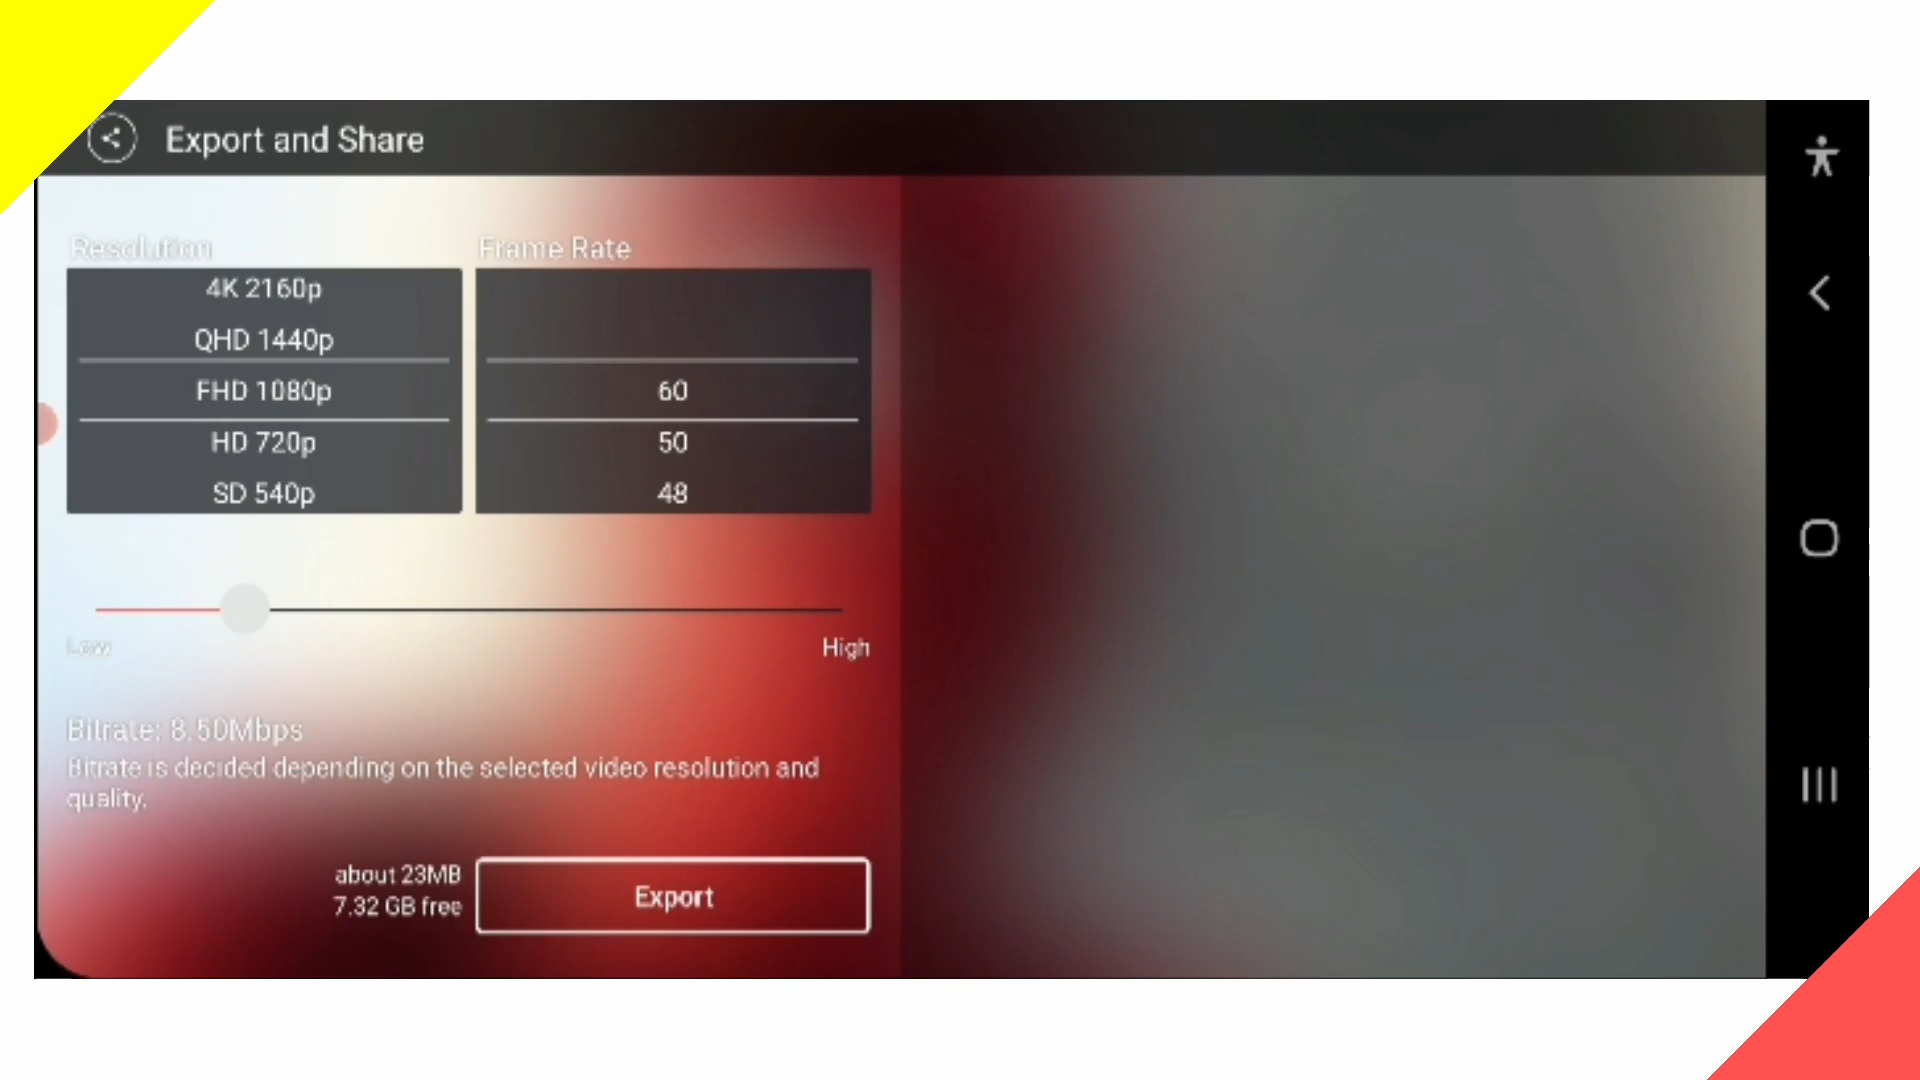 Export and Share
Resolution
Frame Rate
4K 2160p
QHD 1440p
FHD 1080p
HD 720p
SD 540p
60
50
48
Low
High
Bitrate: 8.50Mbps
Bitrate is decided depending on the selected video resolution and
quality.
about 23MB
7.32 GB free
Export